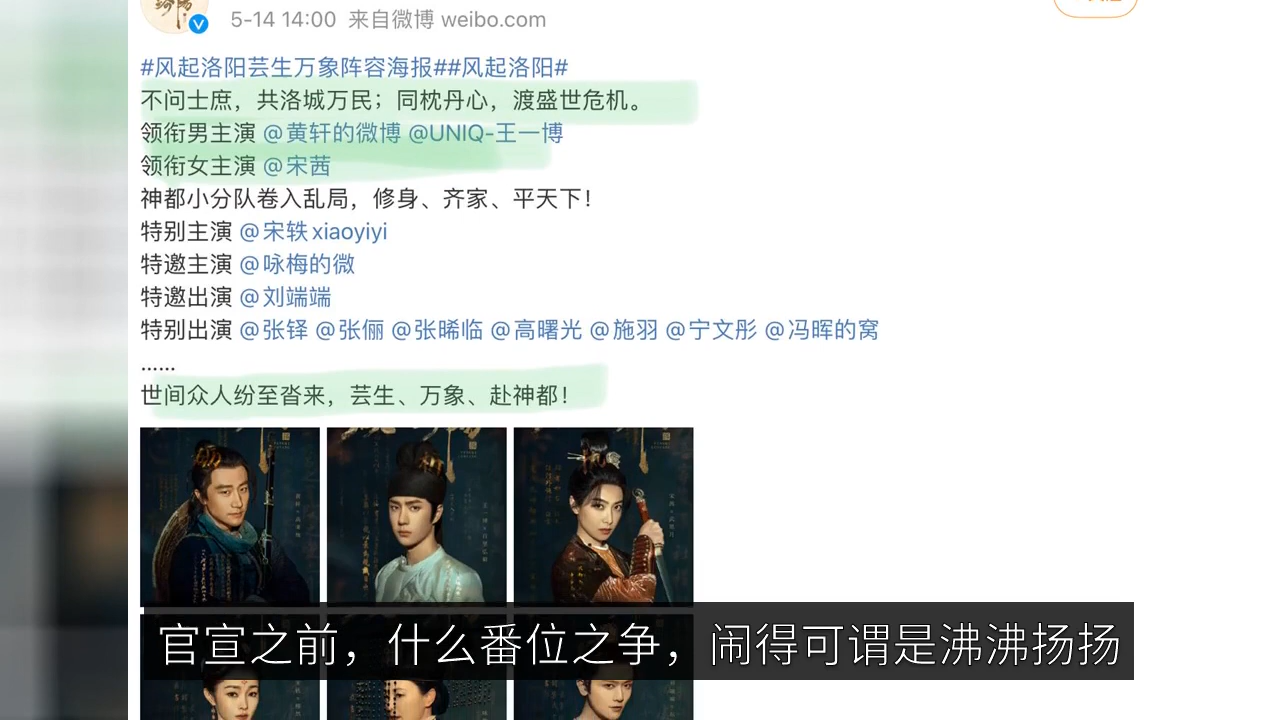 5-14 14:00 来自微博 weibo.com
#风起洛阳芸生万象阵容海报##风起洛阳#
不问士庶，共洛城万民；同枕丹心，渡盛世危机。
领衔男主演 @黄轩的微博 @UNIQ-王一博
领衔女主演 @宋茜
神都小分队卷入乱局，修身、齐家、平天下！
特别主演 @宋轶xiaoyiyi
特邀主演 @咏梅的微
特邀出演 @刘端端
特别出演 @张铎 @张俪 @张晞临 @高曙光 @施羽 @宁文彤 @冯晖的窝
……
世间众人纷至沓来，芸生、万象、赴神都！
官宣之前，什么番位之争，闹得可谓是沸沸扬扬